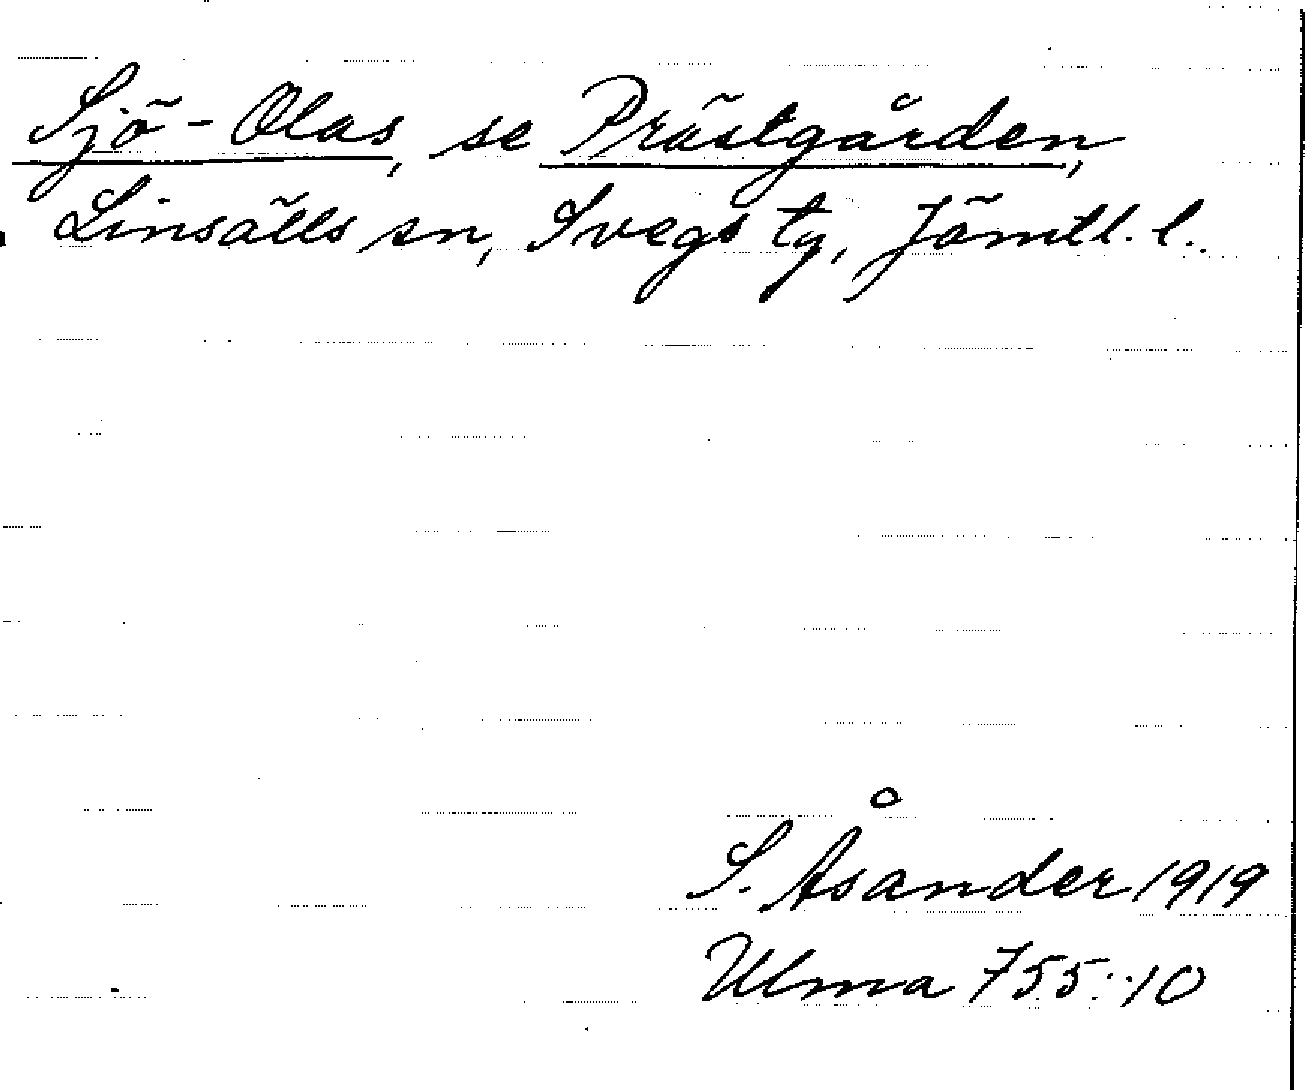 Sjö-Olas, se Prästgården,
Linsälls sn, Svegs tg, Jämtl. l.
S. Åsander 1919
Ulma 755:10